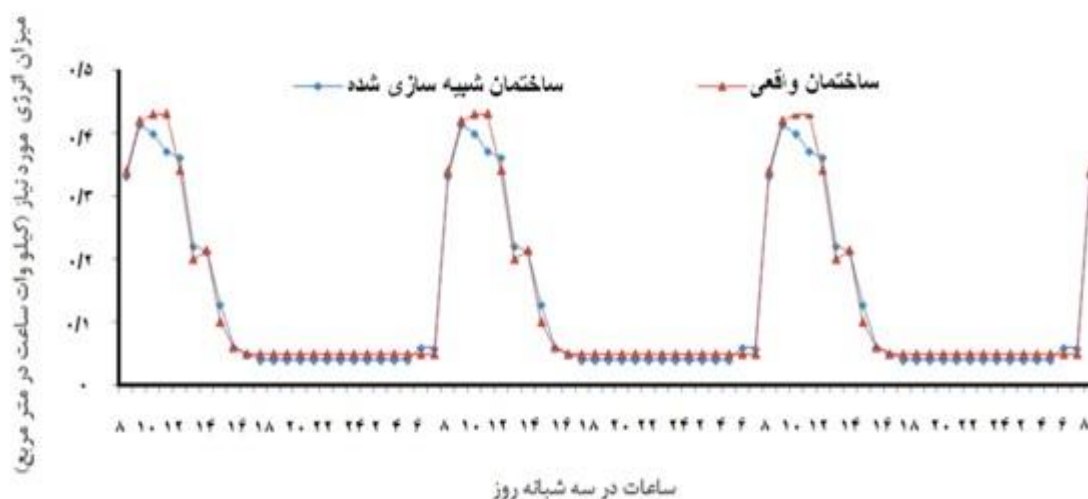 میزان انرژی مورد نیاز (کیلو وات ساعت در متر مربع)
ساختمان شبیه سازی شده
ساختمان واقعی
۰/۵
۰/۴
۰/۳
۰/۲
۰/۱
۰
۸ ۱۰ ۱۲ ۱۴ ۱۶ ۱۸ ۲۰ ۲۲ ۲۴ ۲ ۴ ۶ ۸ ۱۰ ۱۲ ۱۴ ۱۶ ۱۸ ۲۰ ۲۲ ۲۴ ۲ ۴ ۶ ۸ ۱۰ ۱۲ ۱۴ ۱۶ ۱۸ ۲۰ ۲۲ ۲۴ ۲ ۴ ۶ ۸
ساعات در سه شبانه روز